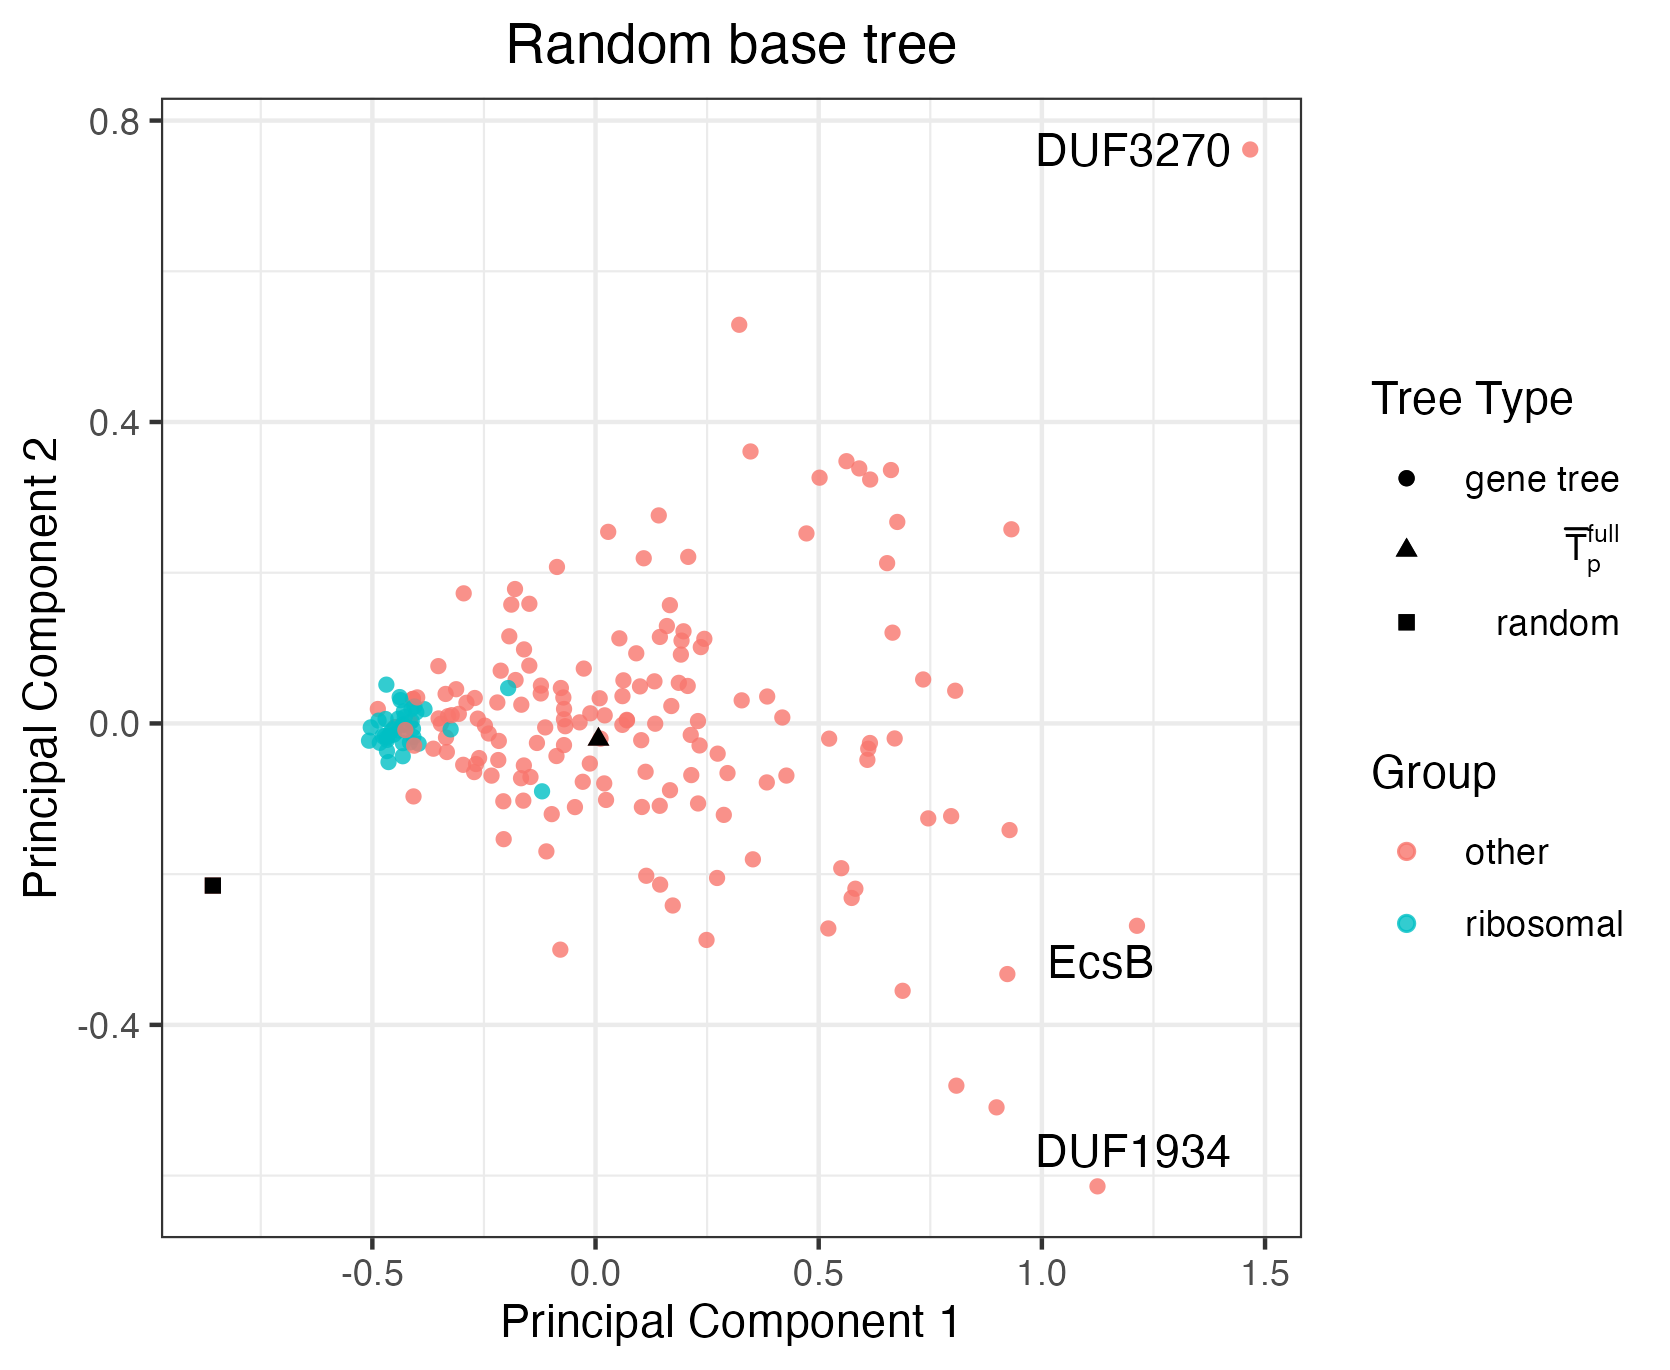 Random base tree
Principal Component 2
0.8
0.4
0.0
-0.4
DUF3270
EcsB
DUF1934
-0.5
0.0
0.5
1.0
1.5
Principal Component 1
Tree Type
gene tree
T̅ₚ^full
random
Group
other
ribosomal